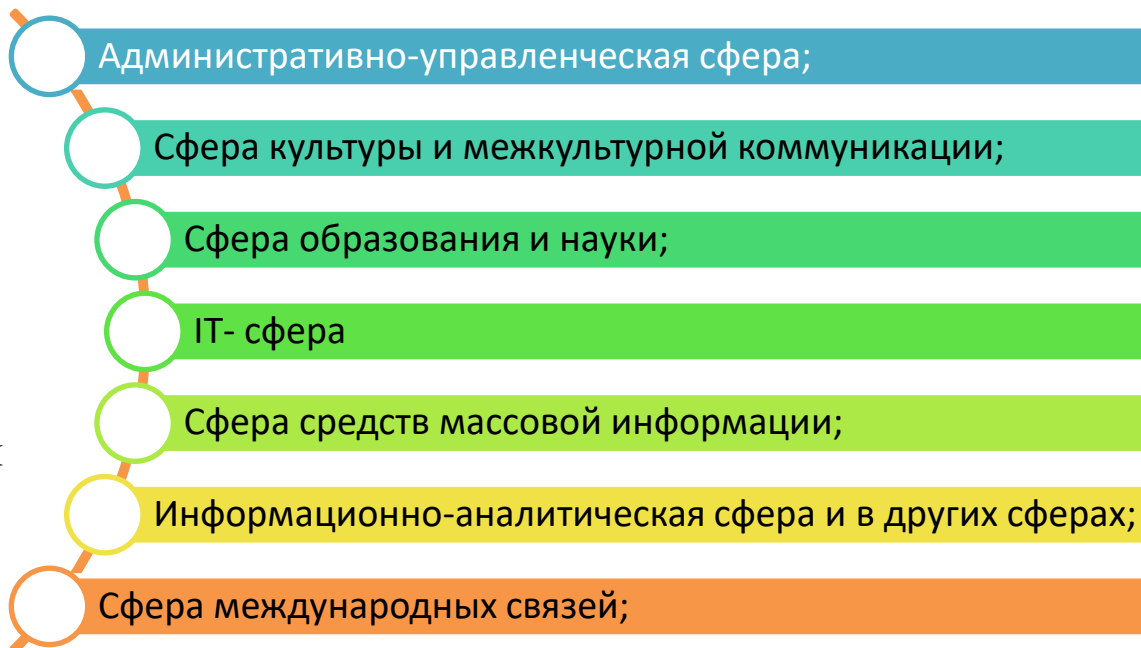 Административно-управленческая сфера;
Сфера культуры и межкультурной коммуникации;
Сфера образования и науки;
IT- сфера
Сфера средств массовой информации;
Информационно-аналитическая сфера и в других сферах;
Сфера международных связей;